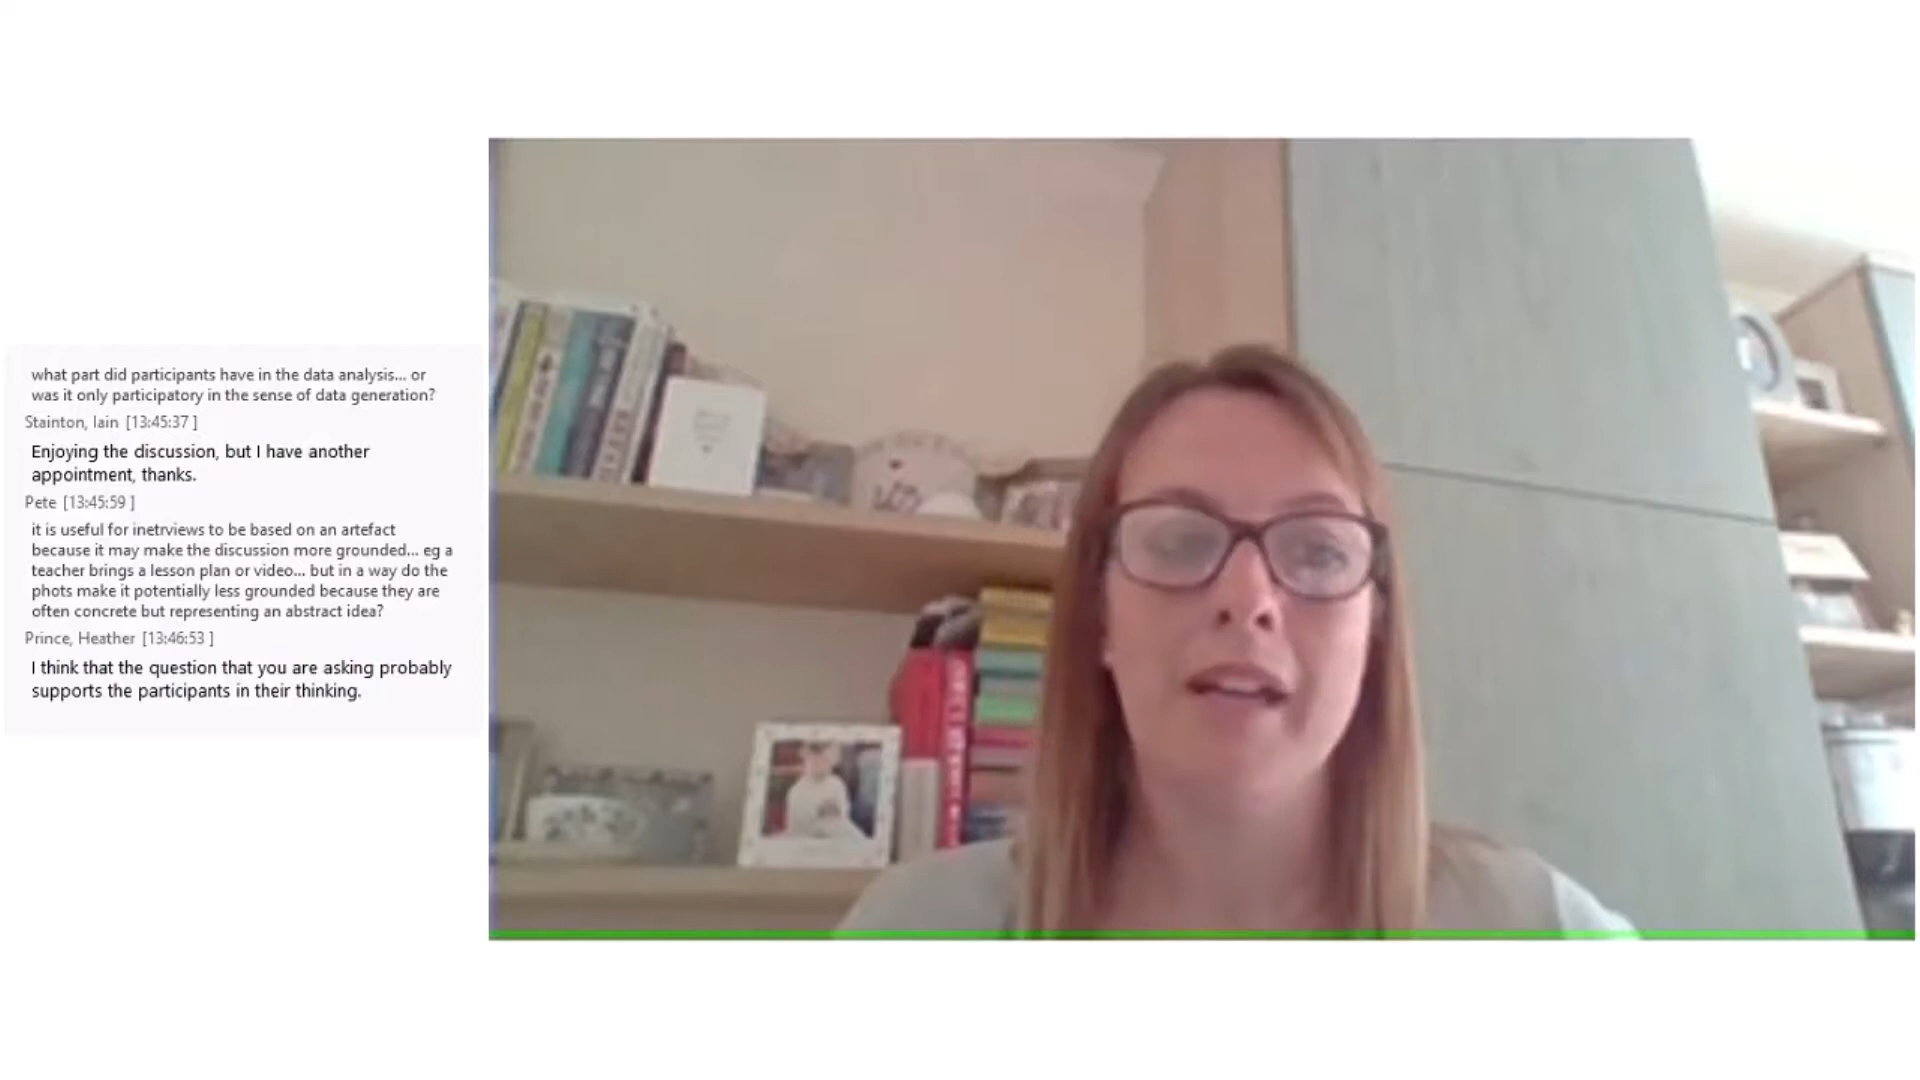 what part did participants have in the data analysis... or
was it only participatory in the sense of data generation?
Stainton, Iain [13:45:37 ]
Enjoying the discussion, but I have another
appointment, thanks.
Pete [13:45:59 ]
it is useful for inetrviews to be based on an artefact
because it may make the discussion more grounded... eg a
teacher brings a lesson plan or video... but in a way do the
phots make it potentially less grounded because they are
often concrete but representing an abstract idea?
Prince, Heather [13:46:53 ]
I think that the question that you are asking probably
supports the participants in their thinking.